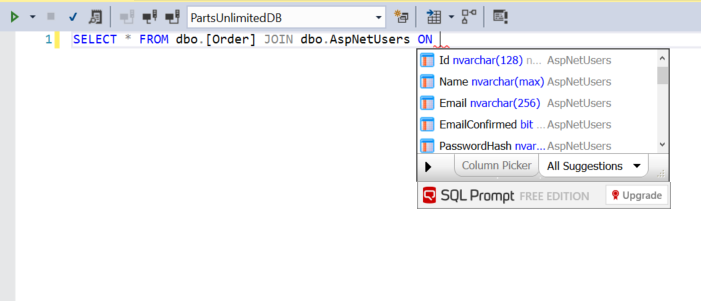 PartsUnlimitedDB
1 SELECT * FROM dbo.[Order] JOIN dbo.AspNetUsers ON
Id nvarchar(128) n... AspNetUsers
Name nvarchar(max) AspNetUsers
Email nvarchar(256) AspNetUsers
EmailConfirmed bit ... AspNetUsers
PasswordHash nvar... AspNetUsers
Column Picker All Suggestions
SQL Prompt FREE EDITION Upgrade